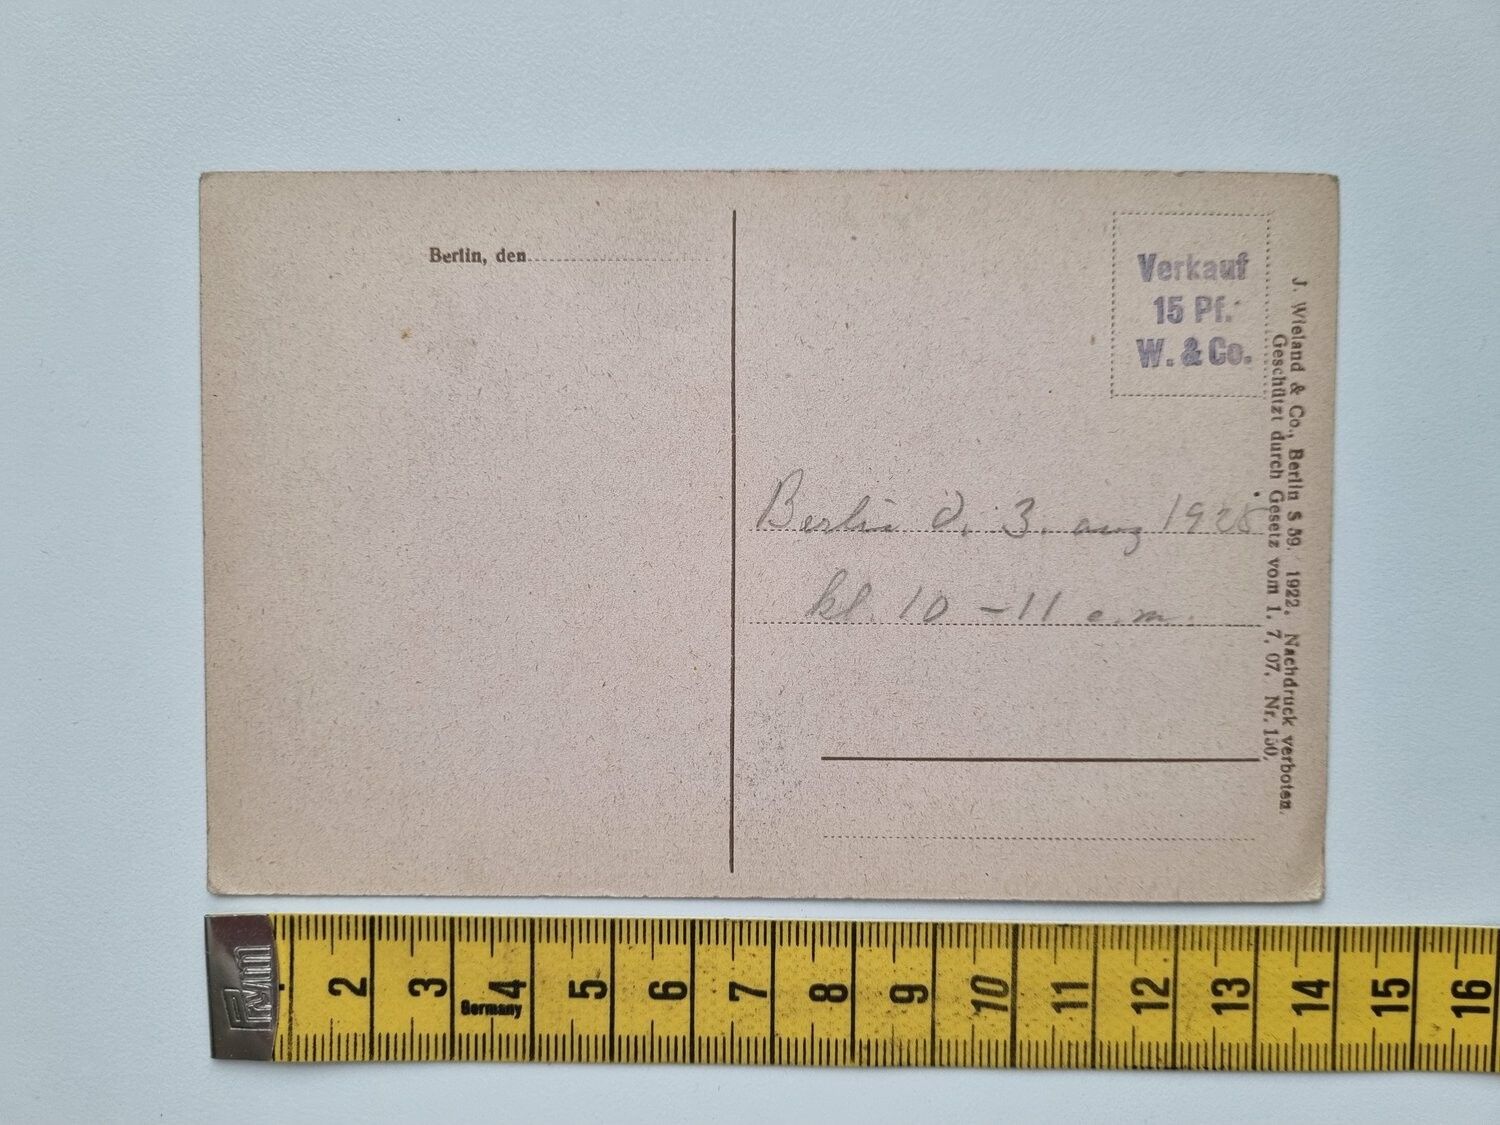 Berlin, den
Verkauf
15 Pf.
W. & Co.
J. Wieland & Co., Berlin S 59. 1922. Nachdruck verboten.
Geschützt durch Gesetz vom 1. 7. 07. Nr. 150.
Berlin d. 3. aug 1928
kl. 10 - 11 e.m.
Prym
Germany
2 3 4 5 6 7 8 9 10 11 12 13 14 15 16